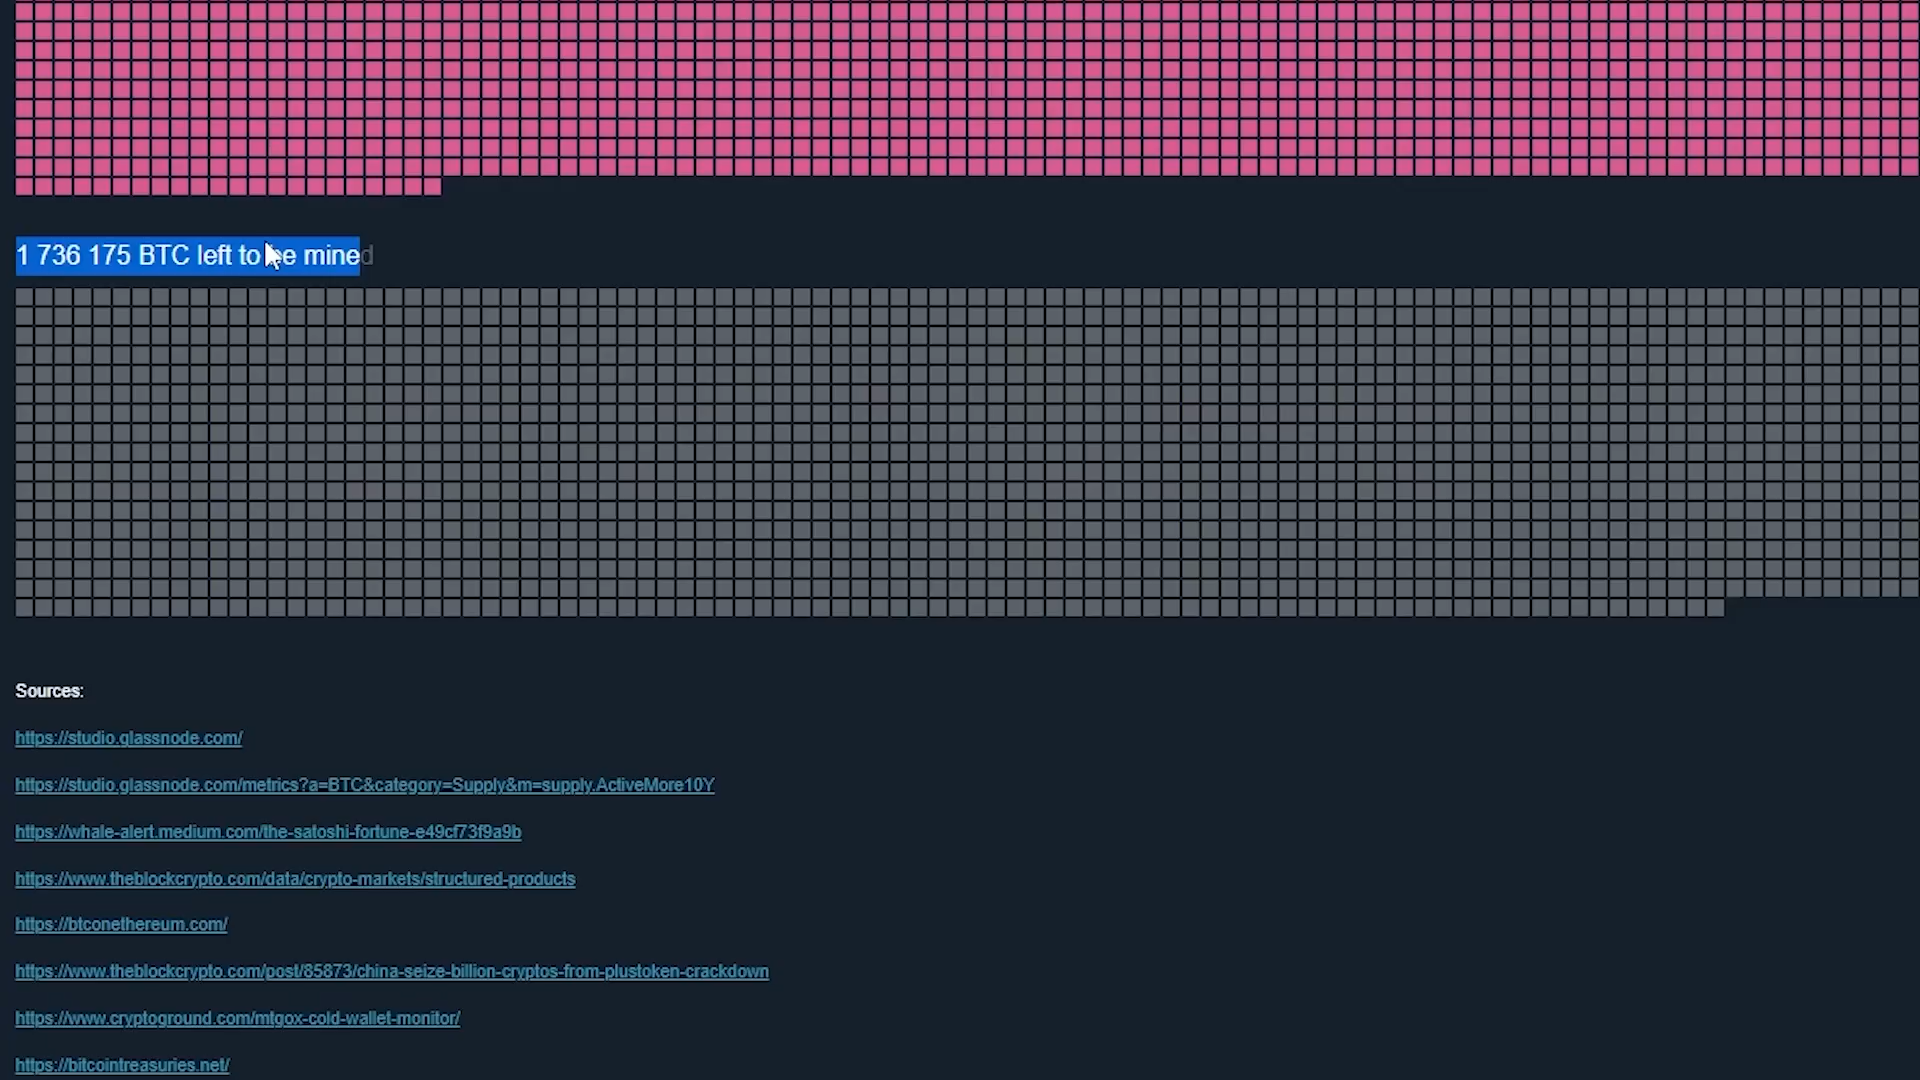 1 736 175 BTC left to be mined
Sources:
https://studio.glassnode.com/
https://studio.glassnode.com/metrics?a=BTC&category=Supply&m=supply.ActiveMore10Y
https://whale-alert.medium.com/the-satoshi-fortune-e49cf73f9a9b
https://www.theblockcrypto.com/data/crypto-markets/structured-products
https://btconethereum.com/
https://www.theblockcrypto.com/post/85873/china-seize-billion-cryptos-from-plustoken-crackdown
https://www.cryptoground.com/mtgox-cold-wallet-monitor/
https://bitcointreasuries.net/